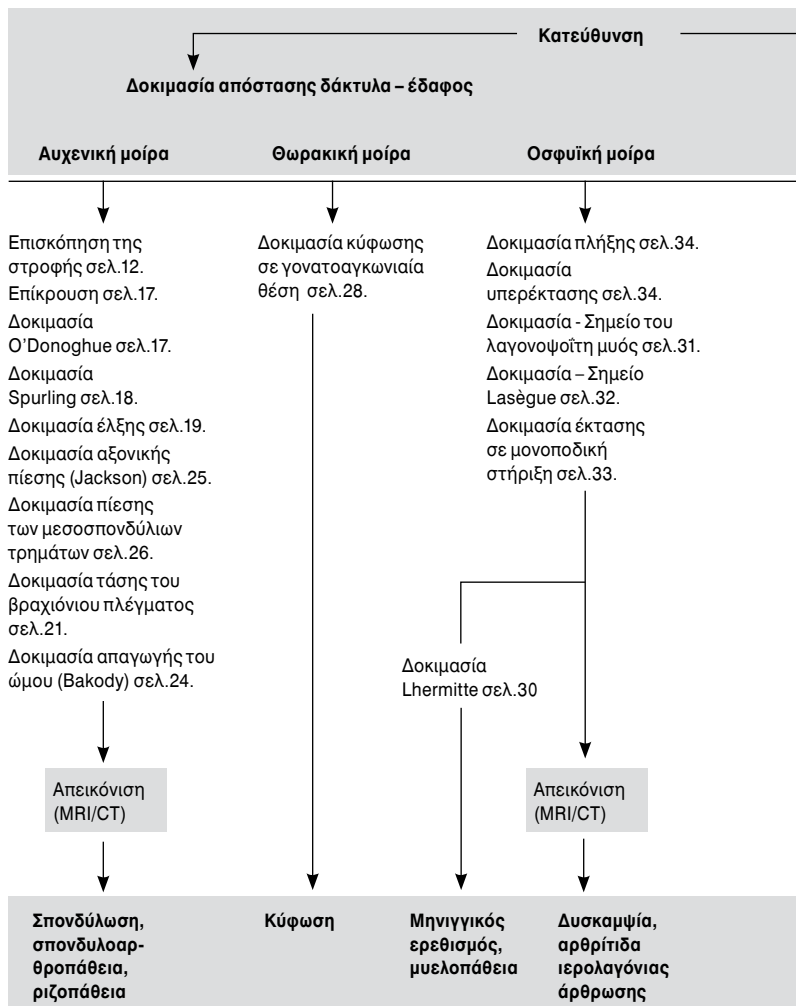 Κατεύθυνση
Δοκιμασία απόστασης δάκτυλα – έδαφος
Αυχενική μοίρα
Θωρακική μοίρα
Οσφυϊκή μοίρα
Επισκόπηση της
στροφής σελ.12.
Επίκρουση σελ.17.
Δοκιμασία
O’Donoghue σελ.17.
Δοκιμασία
Spurling σελ.18.
Δοκιμασία έλξης σελ.19.
Δοκιμασία αξονικής
πίεσης (Jackson) σελ.25.
Δοκιμασία πίεσης
των μεσοσπονδύλιων
τρημάτων σελ.26.
Δοκιμασία τάσης του
βραχιόνιου πλέγματος
σελ.21.
Δοκιμασία απαγωγής του
ώμου (Bakody) σελ.24.
Δοκιμασία κύφωσης
σε γονατοαγκωνιαία
θέση σελ.28.
Δοκιμασία πλήξης σελ.34.
Δοκιμασία
υπερέκτασης σελ.34.
Δοκιμασία - Σημείο του
λαγονοψοΐτη μυός σελ.31.
Δοκιμασία – Σημείο
Lasègue σελ.32.
Δοκιμασία έκτασης
σε μονοποδική
στήριξη σελ.33.
Δοκιμασία
Lhermitte σελ.30
Απεικόνιση
(MRI/CT)
Απεικόνιση
(MRI/CT)
Σπονδύλωση,
σπονδυλοαρ-
θροπάθεια,
ριζοπάθεια
Κύφωση
Μηνιγγικός
ερεθισμός,
μυελοπάθεια
Δυσκαμψία,
αρθρίτιδα
ιερολαγόνιας
άρθρωσης